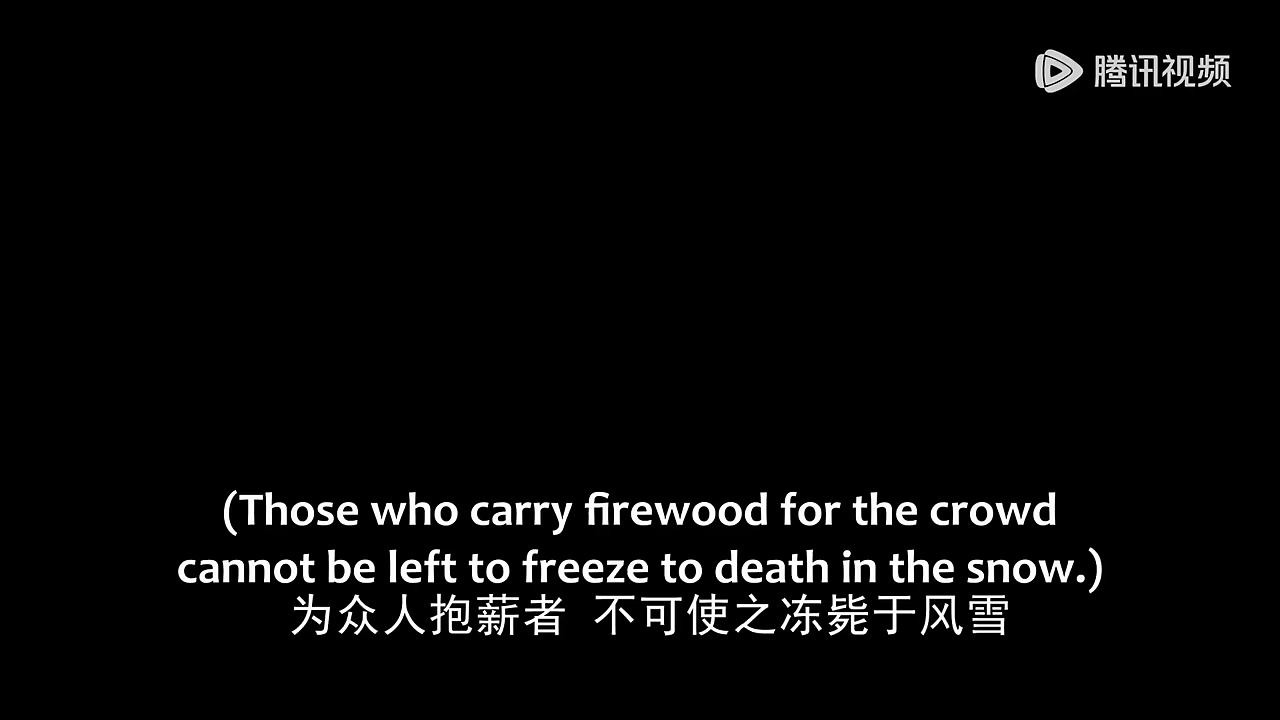 腾讯视频
(Those who carry firewood for the crowd
cannot be left to freeze to death in the snow.)
为众人抱薪者 不可使之冻毙于风雪